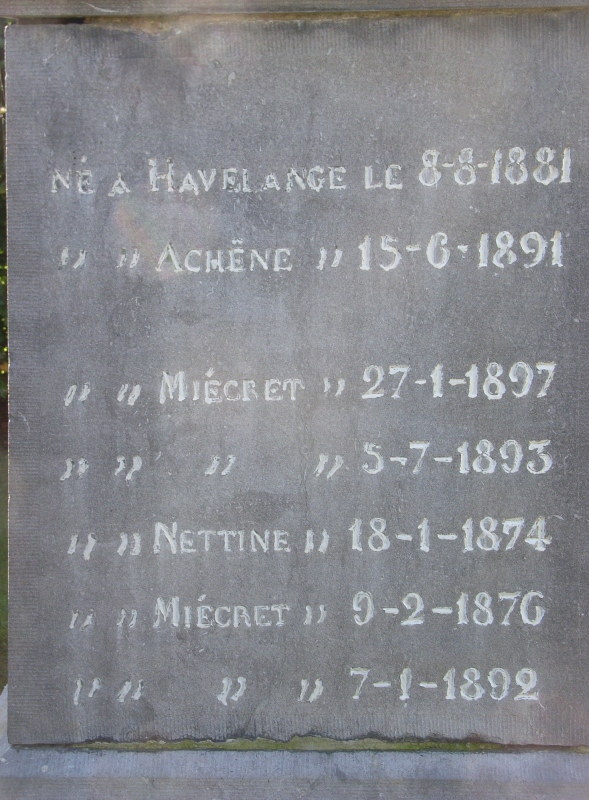 NÉ A HAVELANGE LE 8-8-1881
" " ACHÊNE " 15-6-1891
" " MIÉCRET " 27-1-1897
" " " " 5-7-1893
" " NETTINE " 18-1-1874
" " MIÉCRET " 9-2-1876
" " " " 7-1-1892